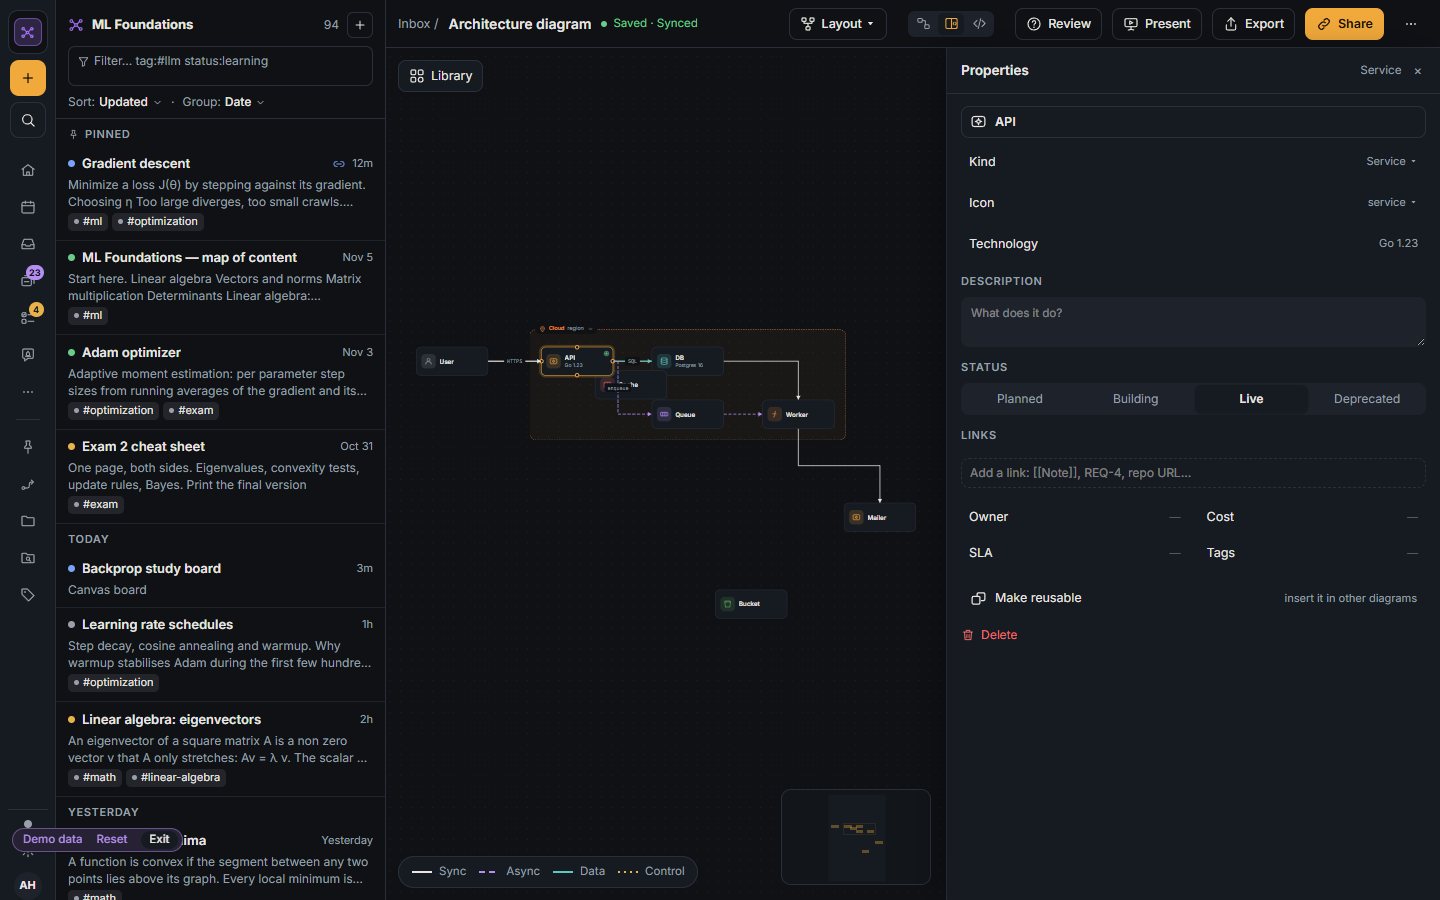 ML Foundations 94
Filter... tag:#llm status:learning
Sort: Updated · Group: Date
PINNED
Gradient descent 12m
Minimize a loss J(θ) by stepping against its gradient.
Choosing η Too large diverges, too small crawls....
#ml #optimization
ML Foundations — map of content Nov 5
Start here. Linear algebra Vectors and norms Matrix
multiplication Determinants Linear algebra:...
#ml
Adam optimizer Nov 3
Adaptive moment estimation: per parameter step
sizes from running averages of the gradient and its...
#optimization #exam
Exam 2 cheat sheet Oct 31
One page, both sides. Eigenvalues, convexity tests,
update rules, Bayes. Print the final version
#exam
TODAY
Backprop study board 3m
Canvas board
Learning rate schedules 1h
Step decay, cosine annealing and warmup. Why
warmup stabilises Adam during the first few hundre...
#optimization
Linear algebra: eigenvectors 2h
An eigenvector of a square matrix A is a non zero
vector v that A only stretches: Av = λ v. The scalar ...
#math #linear-algebra
YESTERDAY
ima Yesterday
A function is convex if the segment between any two
points lies above its graph. Every local minimum is...
#math
23
4
Demo data Reset Exit
AH
Inbox / Architecture diagram Saved · Synced
Layout
Review
Present
Export
Share
Library
Cloud region
User
HTTPS
API
Go 1.23
SQL
DB
Postgres 16
enqueue
Queue
Worker
Mailer
Bucket
Sync Async Data Control
Properties Service ×
API
Kind Service
Icon service
Technology Go 1.23
DESCRIPTION
What does it do?
STATUS
Planned Building Live Deprecated
LINKS
Add a link: [[Note]], REQ-4, repo URL...
Owner — Cost —
SLA — Tags —
Make reusable insert it in other diagrams
Delete